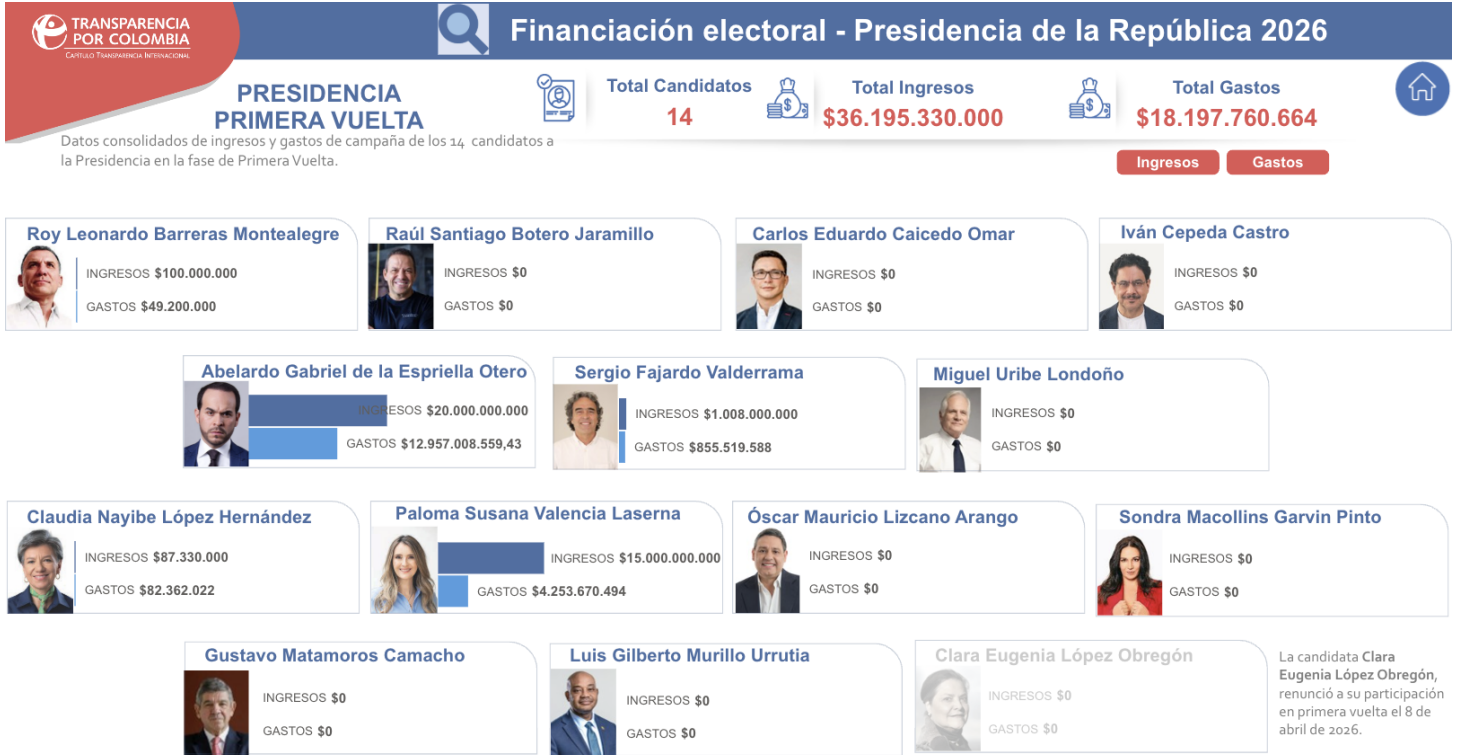 TRANSPARENCIA
POR COLOMBIA
CAPÍTULO TRANSPARENCIA INTERNACIONAL
Financiación electoral - Presidencia de la República 2026
PRESIDENCIA
PRIMERA VUELTA
Datos consolidados de ingresos y gastos de campaña de los 14 candidatos a
la Presidencia en la fase de Primera Vuelta.
Total Candidatos
14
Total Ingresos
$36.195.330.000
Total Gastos
$18.197.760.664
Ingresos
Gastos
Roy Leonardo Barreras Montealegre
INGRESOS $100.000.000
GASTOS $49.200.000
Raúl Santiago Botero Jaramillo
INGRESOS $0
GASTOS $0
Carlos Eduardo Caicedo Omar
INGRESOS $0
GASTOS $0
Iván Cepeda Castro
INGRESOS $0
GASTOS $0
Abelardo Gabriel de la Espriella Otero
INGRESOS $20.000.000.000
GASTOS $12.957.008.559,43
Sergio Fajardo Valderrama
INGRESOS $1.008.000.000
GASTOS $855.519.588
Miguel Uribe Londoño
INGRESOS $0
GASTOS $0
Claudia Nayibe López Hernández
INGRESOS $87.330.000
GASTOS $82.362.022
Paloma Susana Valencia Laserna
INGRESOS $15.000.000.000
GASTOS $4.253.670.494
Óscar Mauricio Lizcano Arango
INGRESOS $0
GASTOS $0
Sondra Macollins Garvin Pinto
INGRESOS $0
GASTOS $0
Gustavo Matamoros Camacho
INGRESOS $0
GASTOS $0
Luis Gilberto Murillo Urrutia
INGRESOS $0
GASTOS $0
Clara Eugenia López Obregón
INGRESOS $0
GASTOS $0
La candidata Clara
Eugenia López Obregón,
renunció a su participación
en primera vuelta el 8 de
abril de 2026.